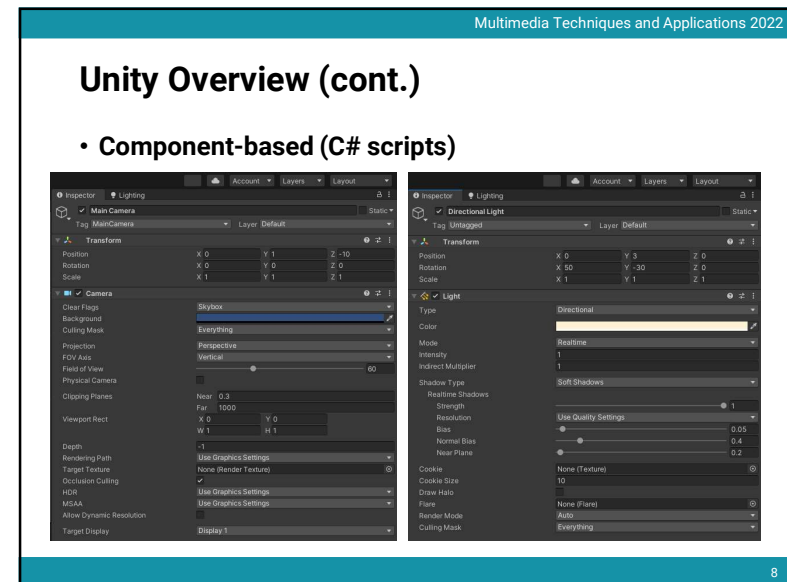 Multimedia Techniques and Applications 2022
Unity Overview (cont.)
• Component-based (C# scripts)
Account Layers Layout
Inspector Lighting
Main Camera Static
Tag MainCamera Layer Default
Transform
Position X 0 Y 1 Z -10
Rotation X 0 Y 0 Z 0
Scale X 1 Y 1 Z 1
Camera
Clear Flags Skybox
Background
Culling Mask Everything
Projection Perspective
FOV Axis Vertical
Field of View 60
Physical Camera
Clipping Planes Near 0.3
Far 1000
Viewport Rect X 0 Y 0
W 1 H 1
Depth -1
Rendering Path Use Graphics Settings
Target Texture None (Render Texture)
Occlusion Culling
HDR Use Graphics Settings
MSAA Use Graphics Settings
Allow Dynamic Resolution
Target Display Display 1
Account Layers Layout
Inspector Lighting
Directional Light Static
Tag Untagged Layer Default
Transform
Position X 0 Y 3 Z 0
Rotation X 50 Y -30 Z 0
Scale X 1 Y 1 Z 1
Light
Type Directional
Color
Mode Realtime
Intensity 1
Indirect Multiplier 1
Shadow Type Soft Shadows
Realtime Shadows
Strength 1
Resolution Use Quality Settings
Bias 0.05
Normal Bias 0.4
Near Plane 0.2
Cookie None (Texture)
Cookie Size 10
Draw Halo
Flare None (Flare)
Render Mode Auto
Culling Mask Everything
8